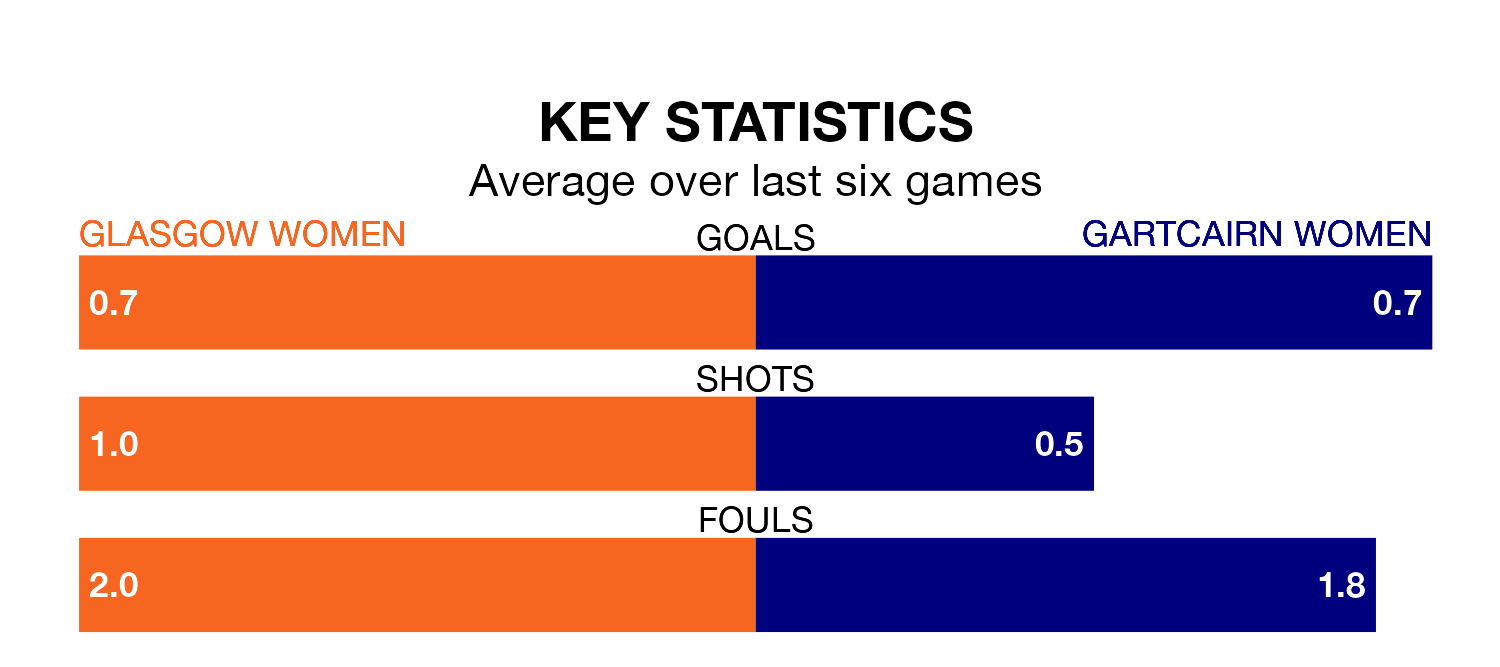 KEY STATISTICS
Average over last six games
GLASGOW WOMEN GOALS GARTCAIRN WOMEN
0.7 0.7
SHOTS
1.0 0.5
FOULS
2.0 1.8